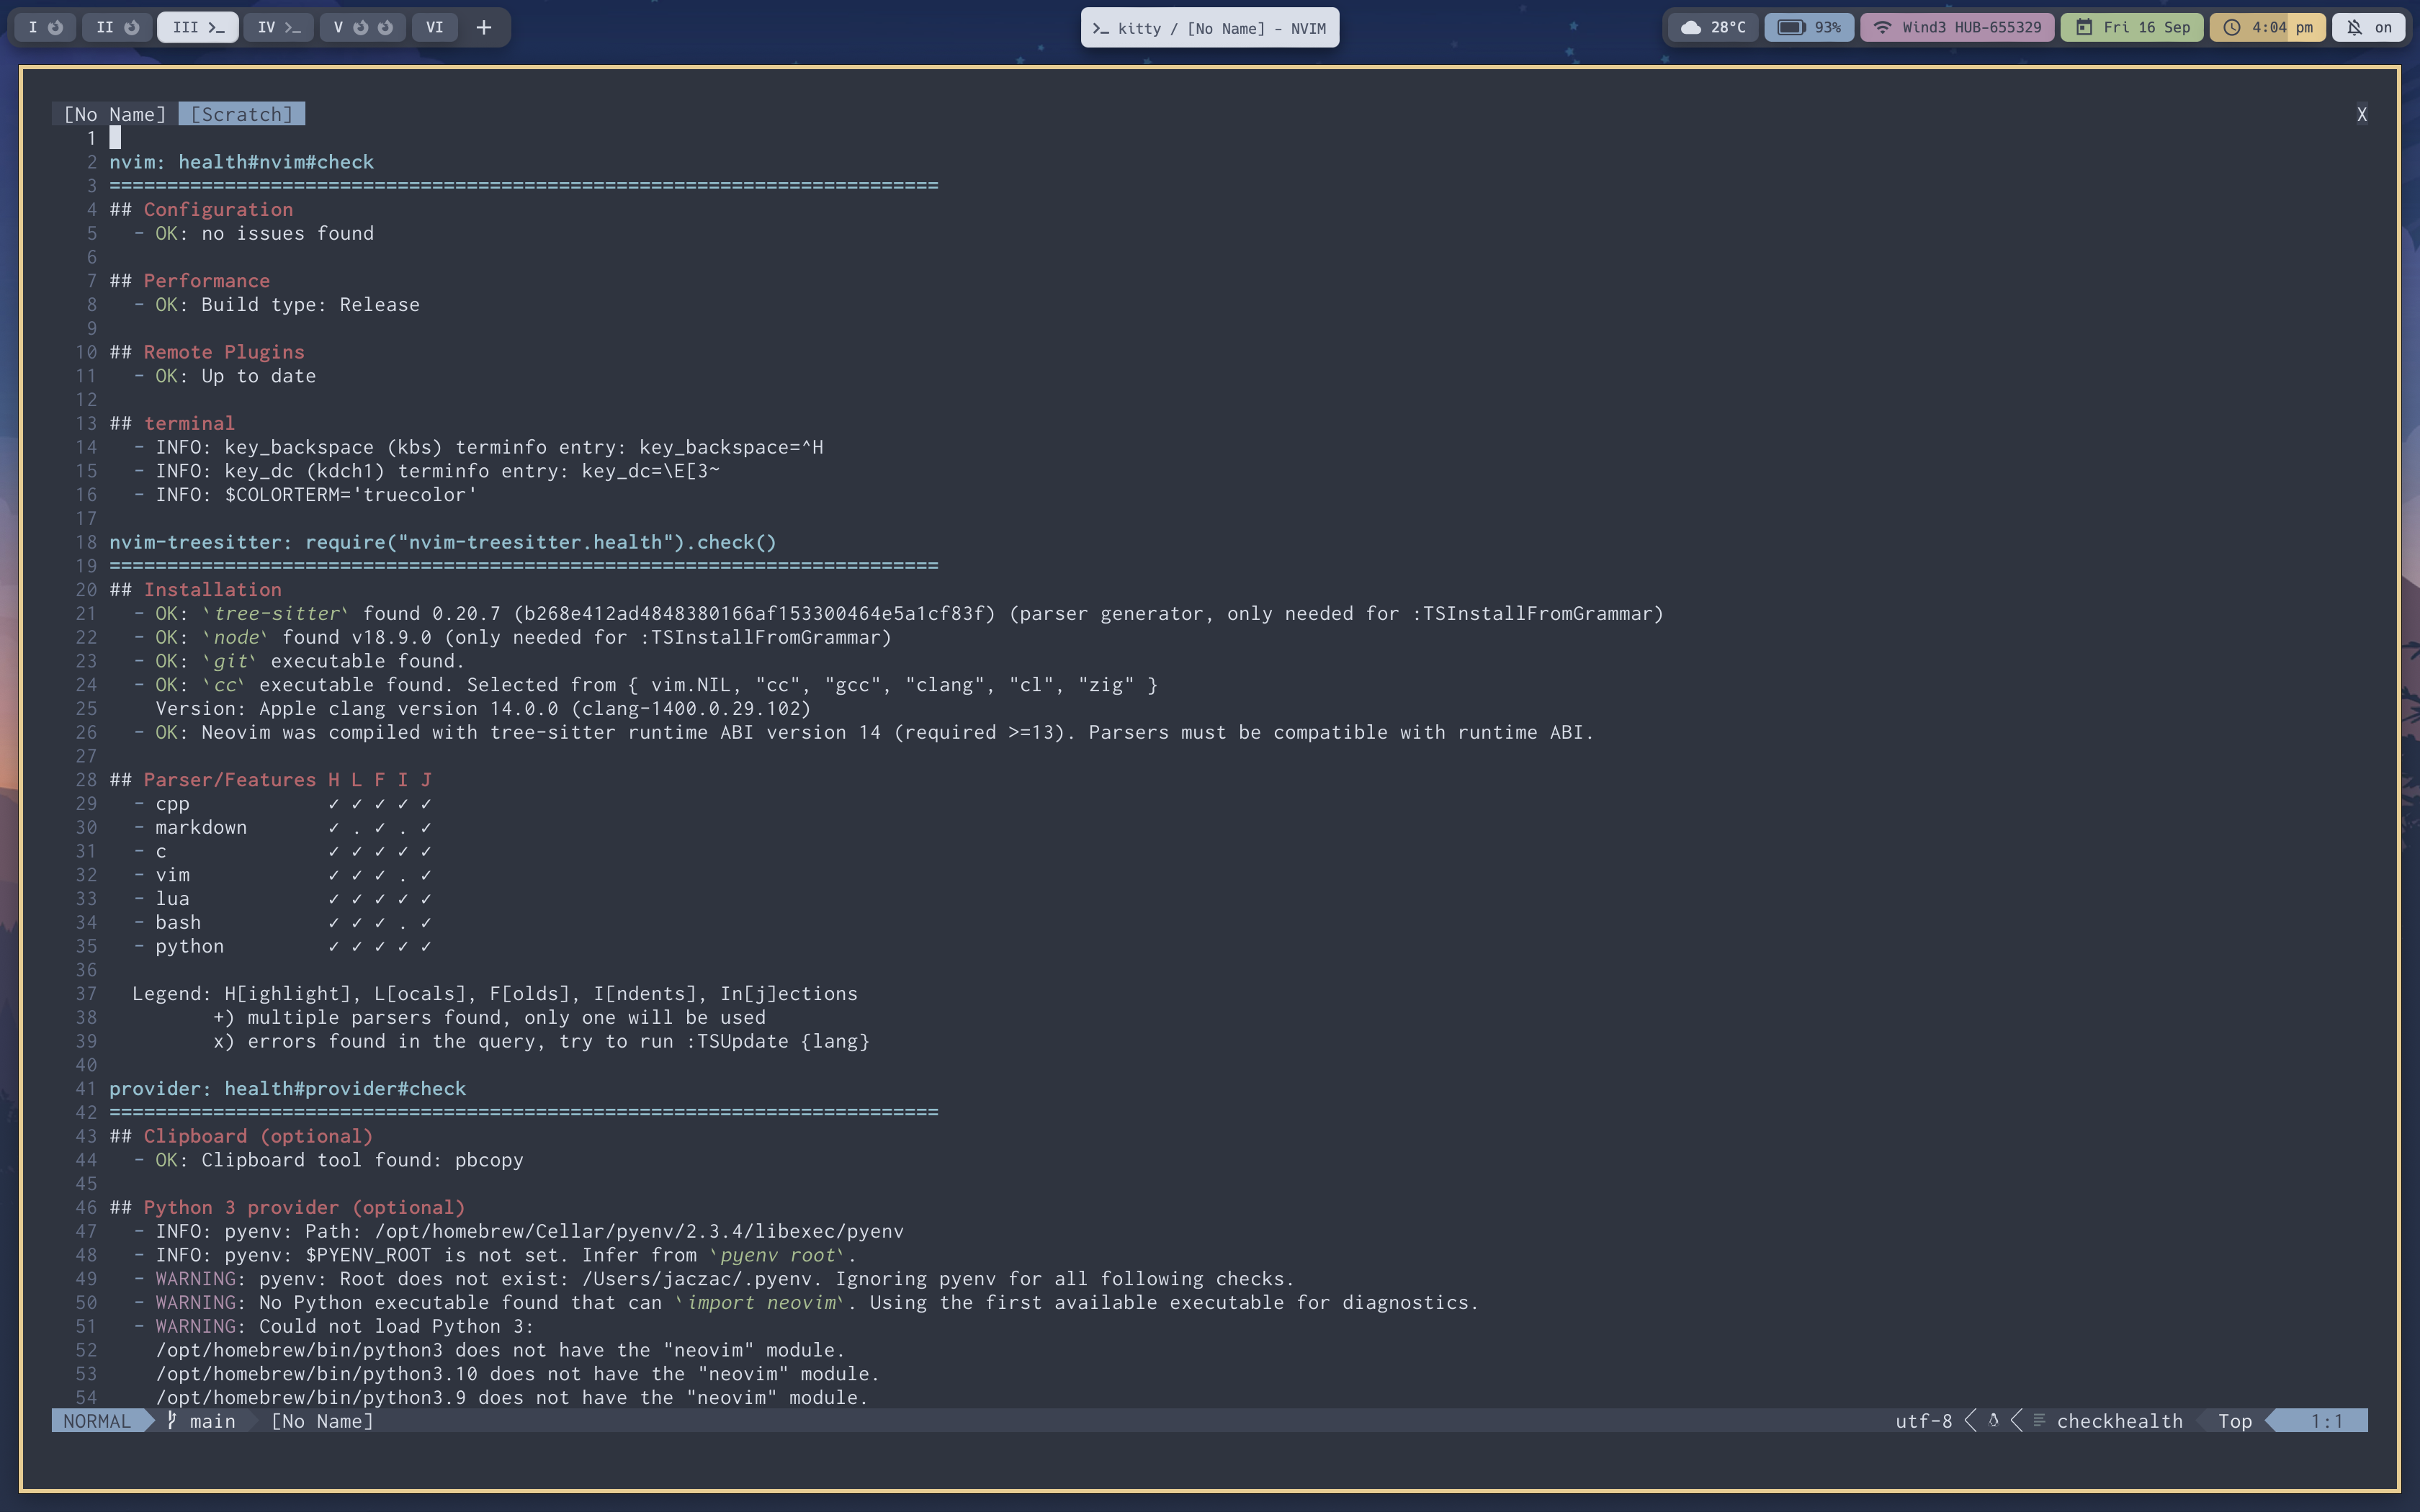 I II III >_ IV >_ V VI +
>_ kitty / [No Name] - NVIM
28°C 93% Wind3 HUB-655329 Fri 16 Sep 4:04 pm on
[No Name] [Scratch] X
1
2 nvim: health#nvim#check
3 ========================================================================
4 ## Configuration
5 - OK: no issues found
6
7 ## Performance
8 - OK: Build type: Release
9
10 ## Remote Plugins
11 - OK: Up to date
12
13 ## terminal
14 - INFO: key_backspace (kbs) terminfo entry: key_backspace=^H
15 - INFO: key_dc (kdch1) terminfo entry: key_dc=\E[3~
16 - INFO: $COLORTERM='truecolor'
17
18 nvim-treesitter: require("nvim-treesitter.health").check()
19 ========================================================================
20 ## Installation
21 - OK: `tree-sitter` found 0.20.7 (b268e412ad4848380166af153300464e5a1cf83f) (parser generator, only needed for :TSInstallFromGrammar)
22 - OK: `node` found v18.9.0 (only needed for :TSInstallFromGrammar)
23 - OK: `git` executable found.
24 - OK: `cc` executable found. Selected from { vim.NIL, "cc", "gcc", "clang", "cl", "zig" }
25 Version: Apple clang version 14.0.0 (clang-1400.0.29.102)
26 - OK: Neovim was compiled with tree-sitter runtime ABI version 14 (required >=13). Parsers must be compatible with runtime ABI.
27
28 ## Parser/Features H L F I J
29 - cpp ✓ ✓ ✓ ✓ ✓
30 - markdown ✓ . ✓ . ✓
31 - c ✓ ✓ ✓ ✓ ✓
32 - vim ✓ ✓ ✓ . ✓
33 - lua ✓ ✓ ✓ ✓ ✓
34 - bash ✓ ✓ ✓ . ✓
35 - python ✓ ✓ ✓ ✓ ✓
36
37 Legend: H[ighlight], L[ocals], F[olds], I[ndents], In[j]ections
38 +) multiple parsers found, only one will be used
39 x) errors found in the query, try to run :TSUpdate {lang}
40
41 provider: health#provider#check
42 ========================================================================
43 ## Clipboard (optional)
44 - OK: Clipboard tool found: pbcopy
45
46 ## Python 3 provider (optional)
47 - INFO: pyenv: Path: /opt/homebrew/Cellar/pyenv/2.3.4/libexec/pyenv
48 - INFO: pyenv: $PYENV_ROOT is not set. Infer from `pyenv root`.
49 - WARNING: pyenv: Root does not exist: /Users/jaczac/.pyenv. Ignoring pyenv for all following checks.
50 - WARNING: No Python executable found that can `import neovim`. Using the first available executable for diagnostics.
51 - WARNING: Could not load Python 3:
52 /opt/homebrew/bin/python3 does not have the "neovim" module.
53 /opt/homebrew/bin/python3.10 does not have the "neovim" module.
54 /opt/homebrew/bin/python3.9 does not have the "neovim" module.
NORMAL main [No Name] utf-8 checkhealth Top 1:1